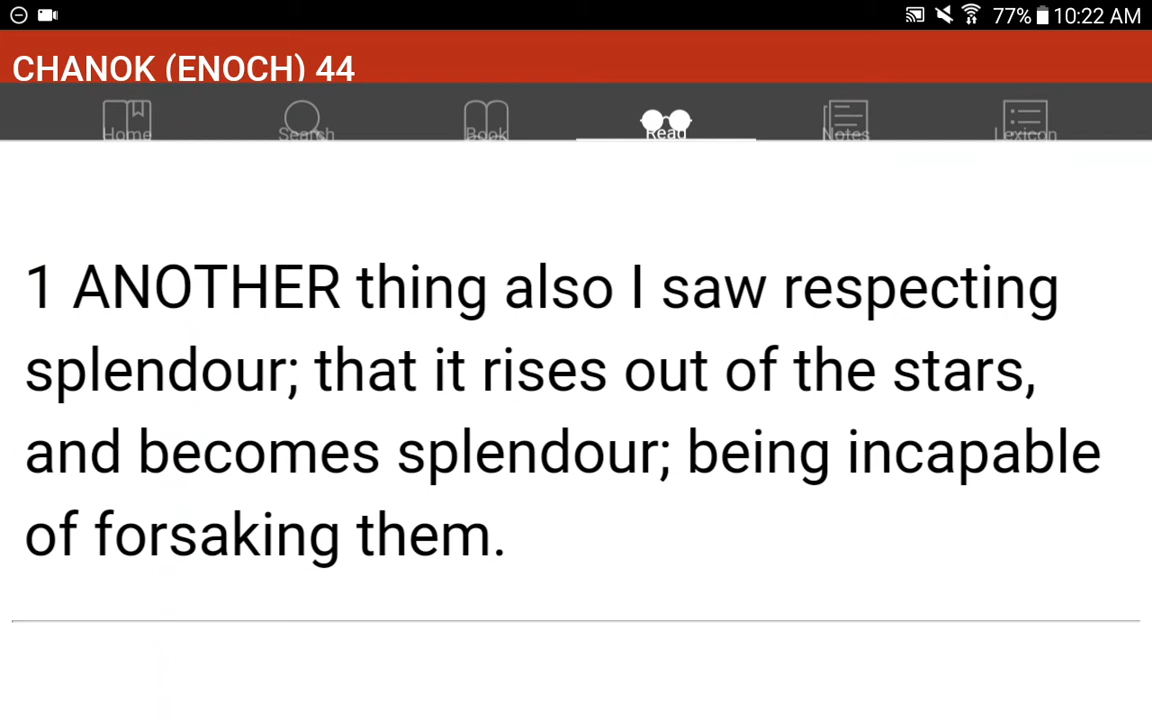 77% 10:22 AM
CHANOK (ENOCH) 44
Home Search Book Read Notes Lexicon
1 ANOTHER thing also I saw respecting
splendour; that it rises out of the stars,
and becomes splendour; being incapable
of forsaking them.